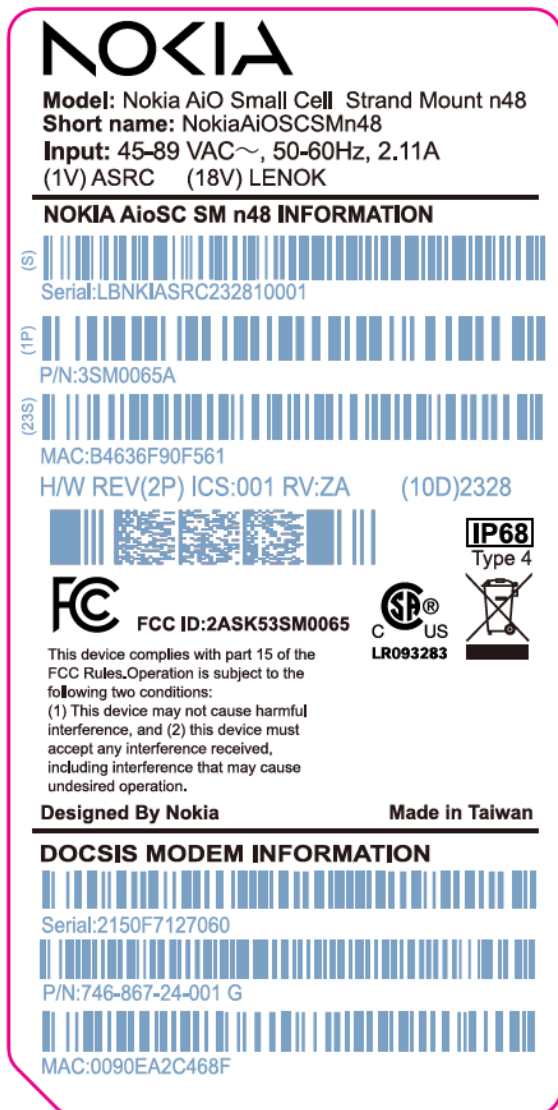 NOKIA
Model: Nokia AiO Small Cell Strand Mount n48
Short name: NokiaAiOSCSMn48
Input: 45-89 VAC～, 50-60Hz, 2.11A
(1V) ASRC (18V) LENOK
NOKIA AioSC SM n48 INFORMATION
(S)
Serial:LBNKIASRC232810001
(1P)
P/N:3SM0065A
(23S)
MAC:B4636F90F561
H/W REV(2P) ICS:001 RV:ZA (10D)2328
IP68
Type 4
FC FCC ID:2ASK53SM0065
SA ®
C US
LR093283
This device complies with part 15 of the
FCC Rules.Operation is subject to the
following two conditions:
(1) This device may not cause harmful
interference, and (2) this device must
accept any interference received,
including interference that may cause
undesired operation.
Designed By Nokia Made in Taiwan
DOCSIS MODEM INFORMATION
Serial:2150F7127060
P/N:746-867-24-001 G
MAC:0090EA2C468F